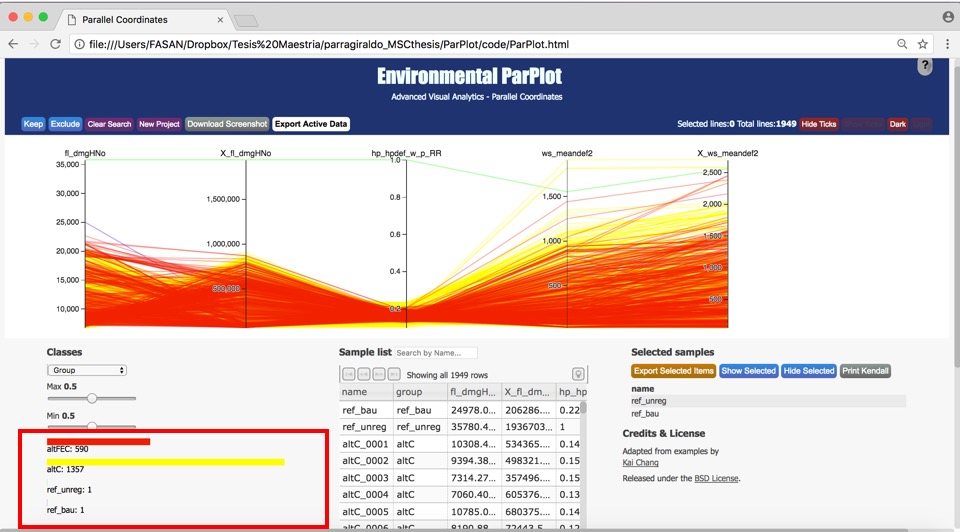 Parallel Coordinates
file:///Users/FASAN/Dropbox/Tesis%20Maestria/parragiraldo_MSCthesis/ParPlot/code/ParPlot.html
?
Environmental ParPlot
Advanced Visual Analytics - Parallel Coordinates
Keep Exclude Clear Search New Project Download Screenshot Export Active Data Selected lines:0 Total lines:1949 Hide Ticks Dark
fl_dmgHNo X_fl_dmgHNo hp_hpdef_w_p_RR ws_meandef2 X_ws_meandef2
35,000
30,000
25,000
20,000
15,000
10,000
1,500,000
1,000,000
500,000
1.0
0.8
0.6
0.4
0.2
1,500
1,000
500
2,500
2,000
1,500
1,000
500
Classes
Group
Max 0.5
Min 0.5
altFEC: 590
altC: 1357
ref_unreg: 1
ref_bau: 1
Sample list Search by Name...
Showing all 1949 rows
name group fl_dmgH... X_fl_dm... hp_hp
ref_bau ref_bau 24978.0... 206286.... 0.22
ref_unreg ref_unreg 35780.4... 1936703... 1
altC_0001 altC 10308.4... 534365.... 0.14
altC_0002 altC 9394.38... 498321.... 0.15
altC_0003 altC 7314.27... 357496.... 0.15
altC_0004 altC 7060.40... 605376.... 0.13
altC_0005 altC 10785.0... 680375.... 0.14
altC_0006 altC 8190.88... 72443.5... 0.12
Selected samples
Export Selected Items Show Selected Hide Selected Print Kendall
name
ref_unreg
ref_bau
Credits & License
Adapted from examples by
Kai Chang
Released under the BSD License.